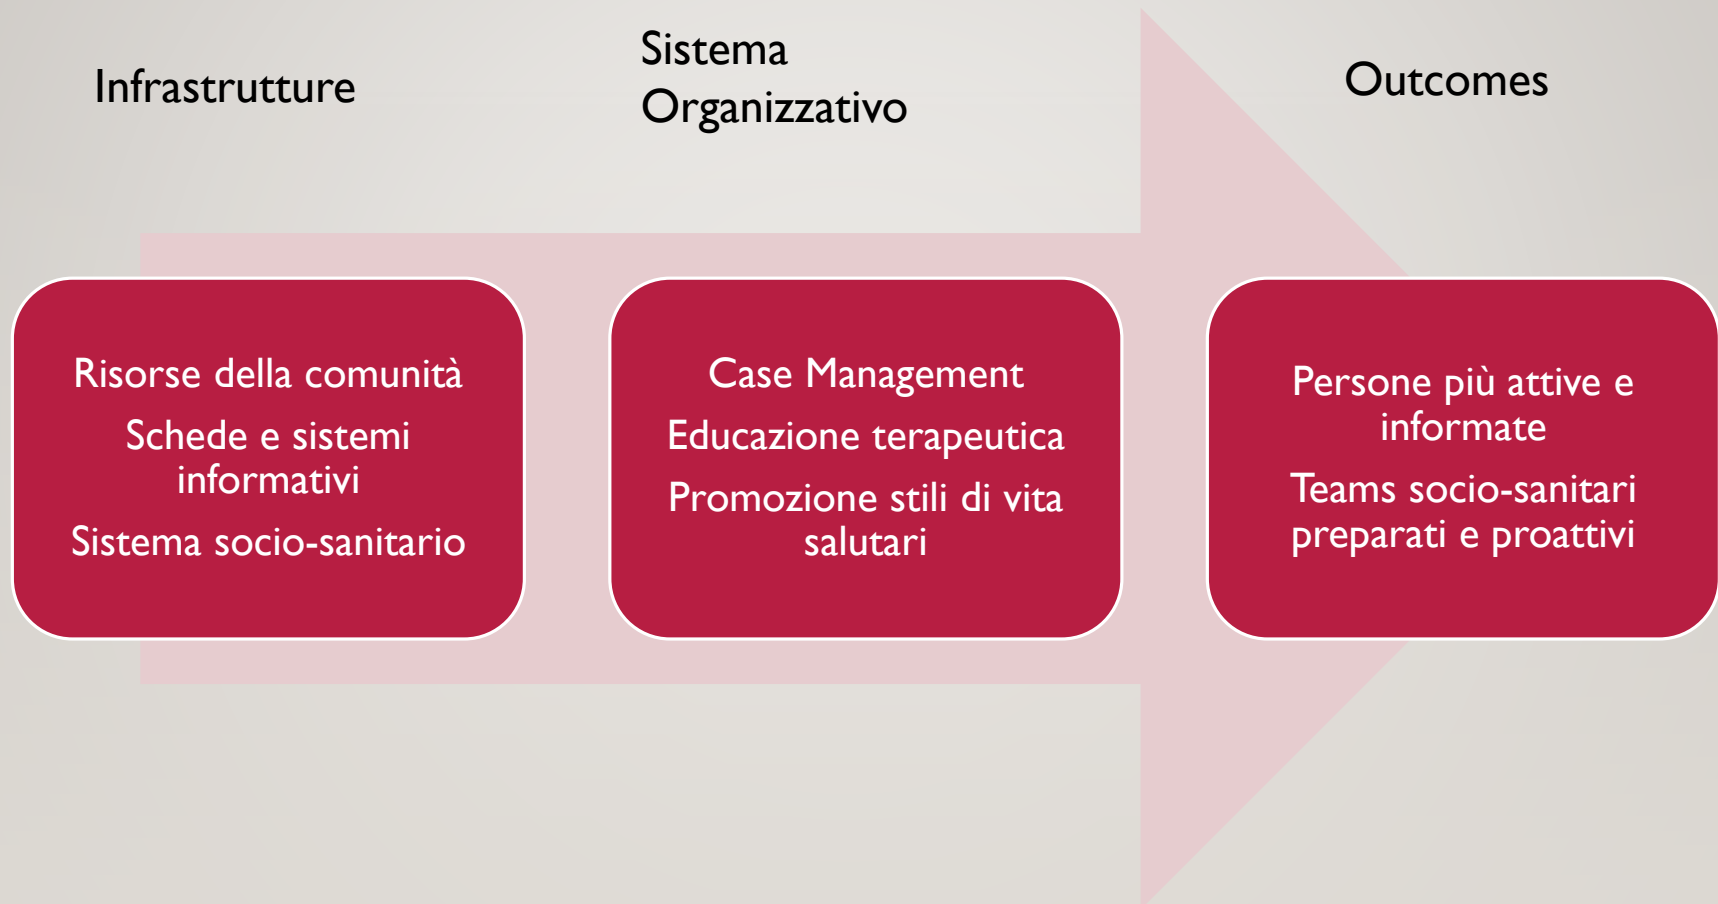 Infrastrutture
Sistema
Organizzativo
Outcomes
Risorse della comunità
Schede e sistemi
informativi
Sistema socio-sanitario
Case Management
Educazione terapeutica
Promozione stili di vita
salutari
Persone più attive e
informate
Teams socio-sanitari
preparati e proattivi